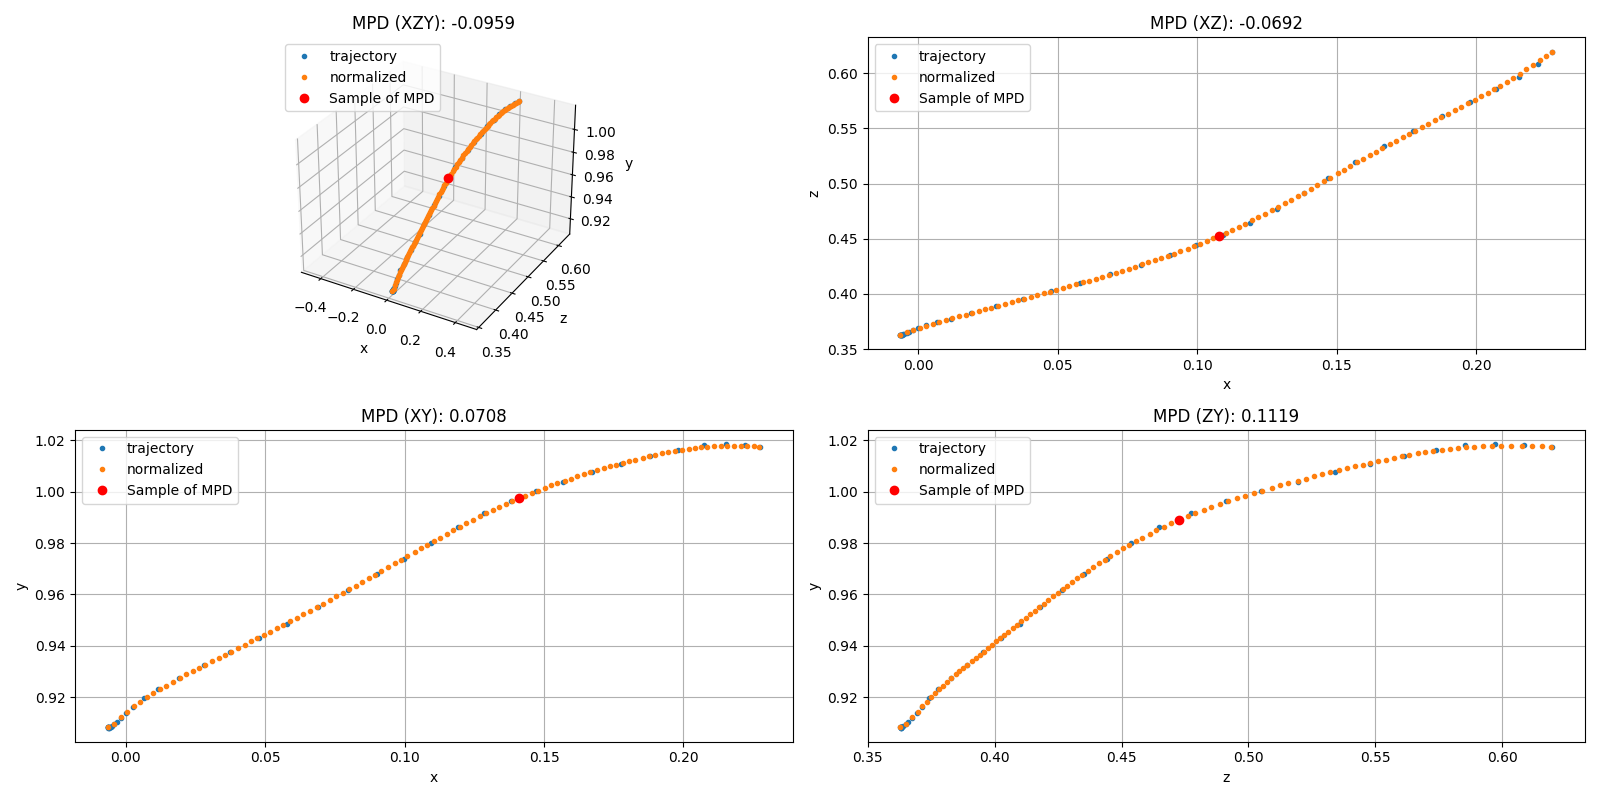 MPD (XZY): -0.0959
trajectory
normalized
Sample of MPD
1.00
0.98
0.96
0.94
0.92
y
−0.4
−0.2
0.0
0.2
0.4
x
0.60
0.55
0.50
0.45
0.40
0.35
z
MPD (XZ): -0.0692
trajectory
normalized
Sample of MPD
0.60
0.55
0.50
0.45
0.40
0.35
z
0.00 0.05 0.10 0.15 0.20
x
MPD (XY): 0.0708
trajectory
normalized
Sample of MPD
1.02
1.00
0.98
0.96
0.94
0.92
y
0.00 0.05 0.10 0.15 0.20
x
MPD (ZY): 0.1119
trajectory
normalized
Sample of MPD
1.02
1.00
0.98
0.96
0.94
0.92
y
0.35 0.40 0.45 0.50 0.55 0.60
z